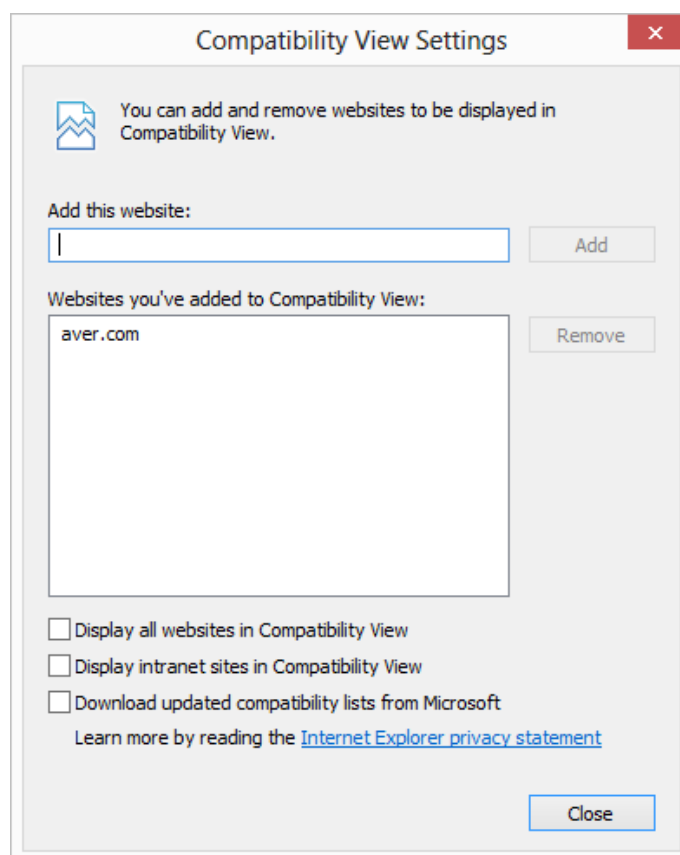 Compatibility View Settings
You can add and remove websites to be displayed in
Compatibility View.
Add this website:
Add
Websites you've added to Compatibility View:
aver.com
Remove
Display all websites in Compatibility View
Display intranet sites in Compatibility View
Download updated compatibility lists from Microsoft
Learn more by reading the Internet Explorer privacy statement
Close